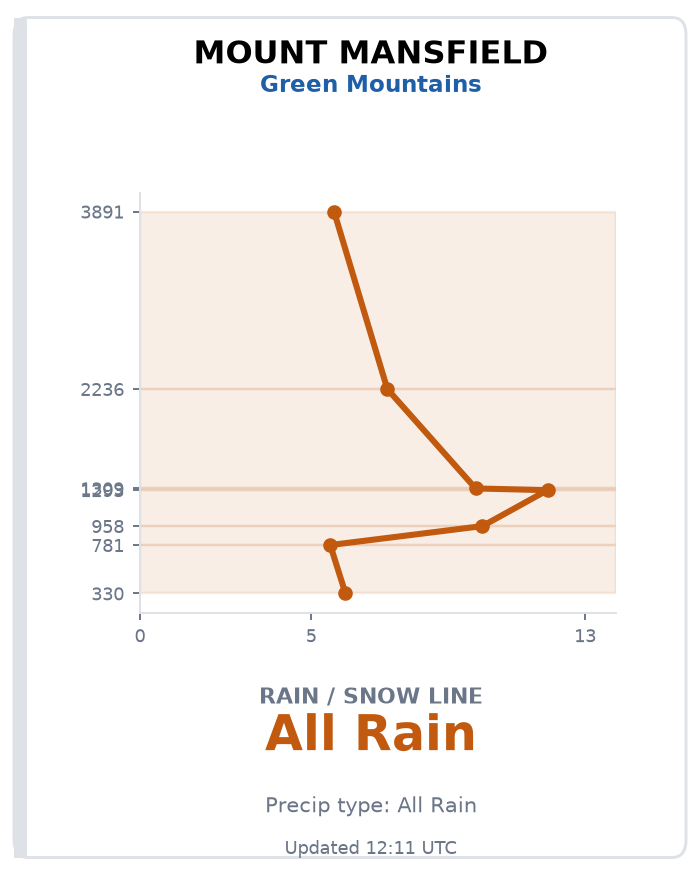 MOUNT MANSFIELD
Green Mountains
3891
2236
958
781
330
0 5 13
RAIN / SNOW LINE
All Rain
Precip type: All Rain
Updated 12:11 UTC